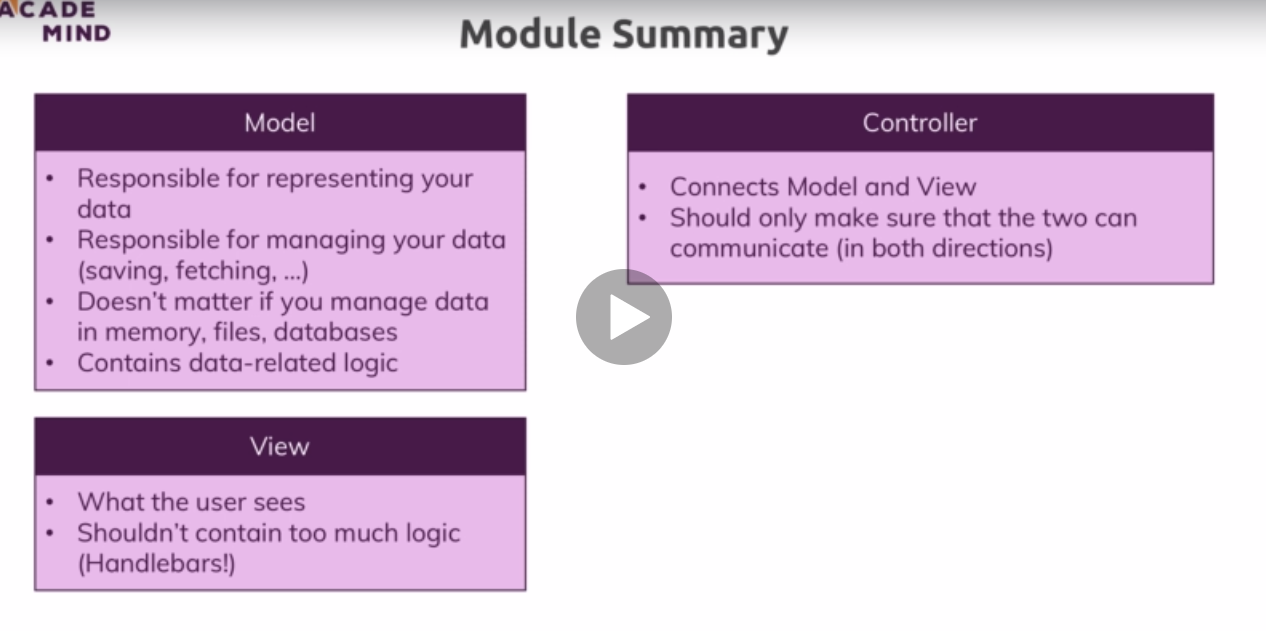 ACADE
MIND
Module Summary
Model
• Responsible for representing your
data
• Responsible for managing your data
(saving, fetching, ...)
• Doesn't matter if you manage data
in memory, files, databases
• Contains data-related logic
View
• What the user sees
• Shouldn't contain too much logic
(Handlebars!)
Controller
• Connects Model and View
• Should only make sure that the two can
communicate (in both directions)